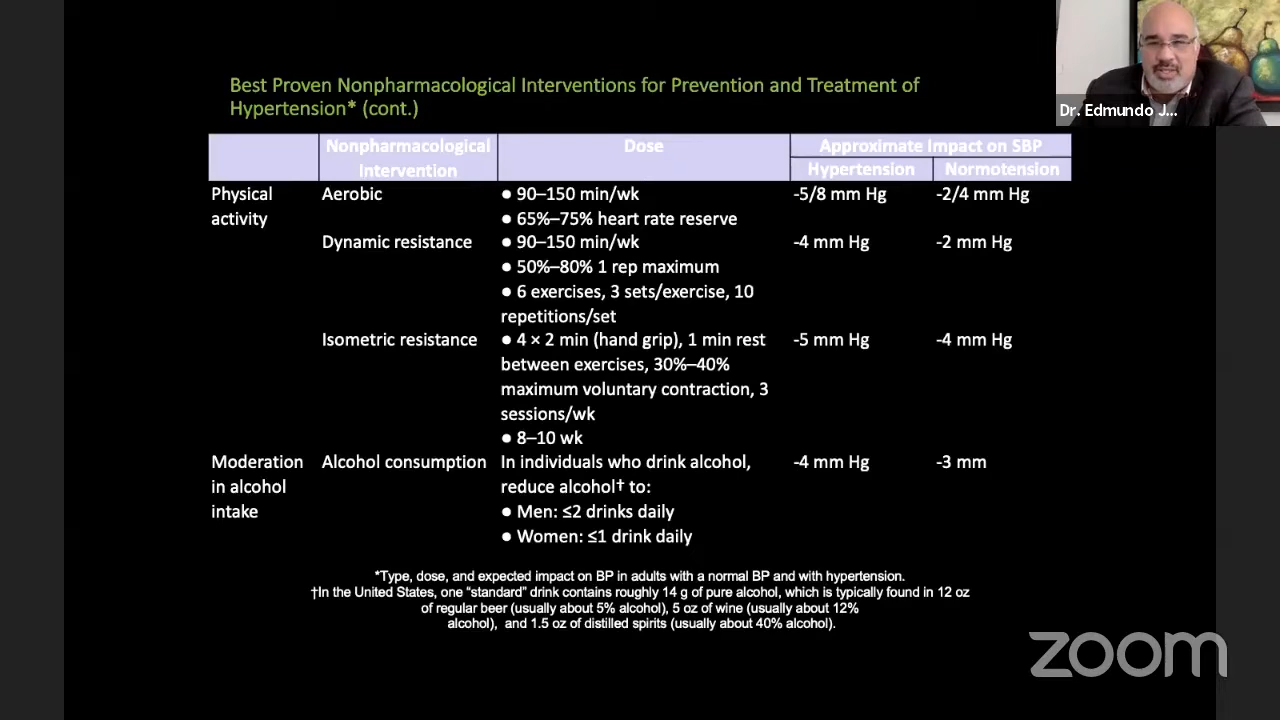 Best Proven Nonpharmacological Interventions for Prevention and Treatment of
Hypertension* (cont.)
Dr. Edmundo J...
Nonpharmacological
Intervention
Dose
Approximate Impact on SBP
Hypertension
Normotension
Physical
activity
Aerobic
● 90–150 min/wk
● 65%–75% heart rate reserve
-5/8 mm Hg
-2/4 mm Hg
Dynamic resistance
● 90–150 min/wk
● 50%–80% 1 rep maximum
● 6 exercises, 3 sets/exercise, 10
repetitions/set
-4 mm Hg
-2 mm Hg
Isometric resistance
● 4 × 2 min (hand grip), 1 min rest
between exercises, 30%–40%
maximum voluntary contraction, 3
sessions/wk
● 8–10 wk
-5 mm Hg
-4 mm Hg
Moderation
in alcohol
intake
Alcohol consumption
In individuals who drink alcohol,
reduce alcohol† to:
● Men: ≤2 drinks daily
● Women: ≤1 drink daily
-4 mm Hg
-3 mm
*Type, dose, and expected impact on BP in adults with a normal BP and with hypertension.
†In the United States, one “standard” drink contains roughly 14 g of pure alcohol, which is typically found in 12 oz
of regular beer (usually about 5% alcohol), 5 oz of wine (usually about 12%
alcohol), and 1.5 oz of distilled spirits (usually about 40% alcohol).
zoom